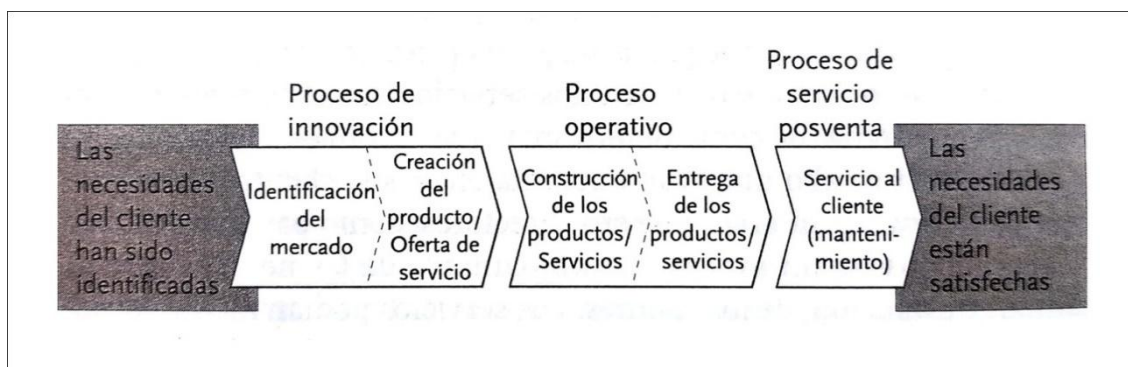 Proceso de
innovación
Proceso
operativo
Proceso de
servicio
posventa
Las
necesidades
del cliente
han sido
identificadas
Identificación
del
mercado
Creación
del
producto/
Oferta de
servicio
Construcción
de los
productos/
Servicios
Entrega
de los
productos/
servicios
Servicio al
cliente
(manteni-
miento)
Las
necesidades
del cliente
están
satisfechas